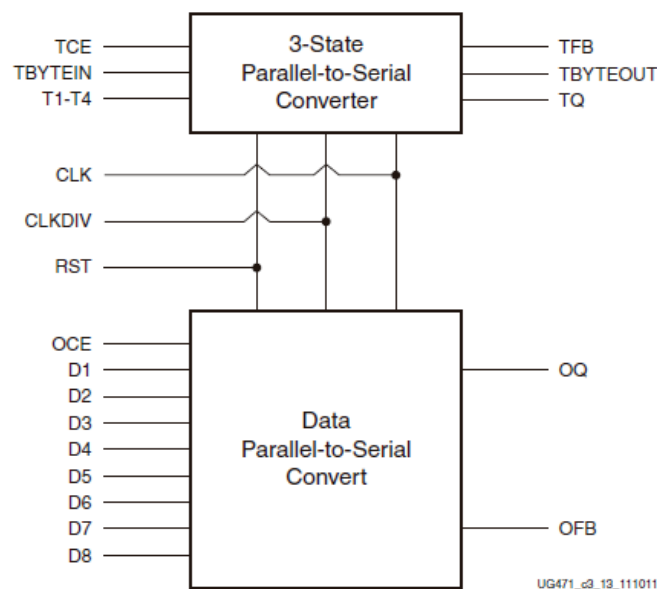 TCE
TBYTEIN
T1-T4
3-State
Parallel-to-Serial
Converter
TFB
TBYTEOUT
TQ
CLK
CLKDIV
RST
OCE
D1
D2
D3
D4
D5
D6
D7
D8
Data
Parallel-to-Serial
Convert
OQ
OFB
UG471_c3_13_111011